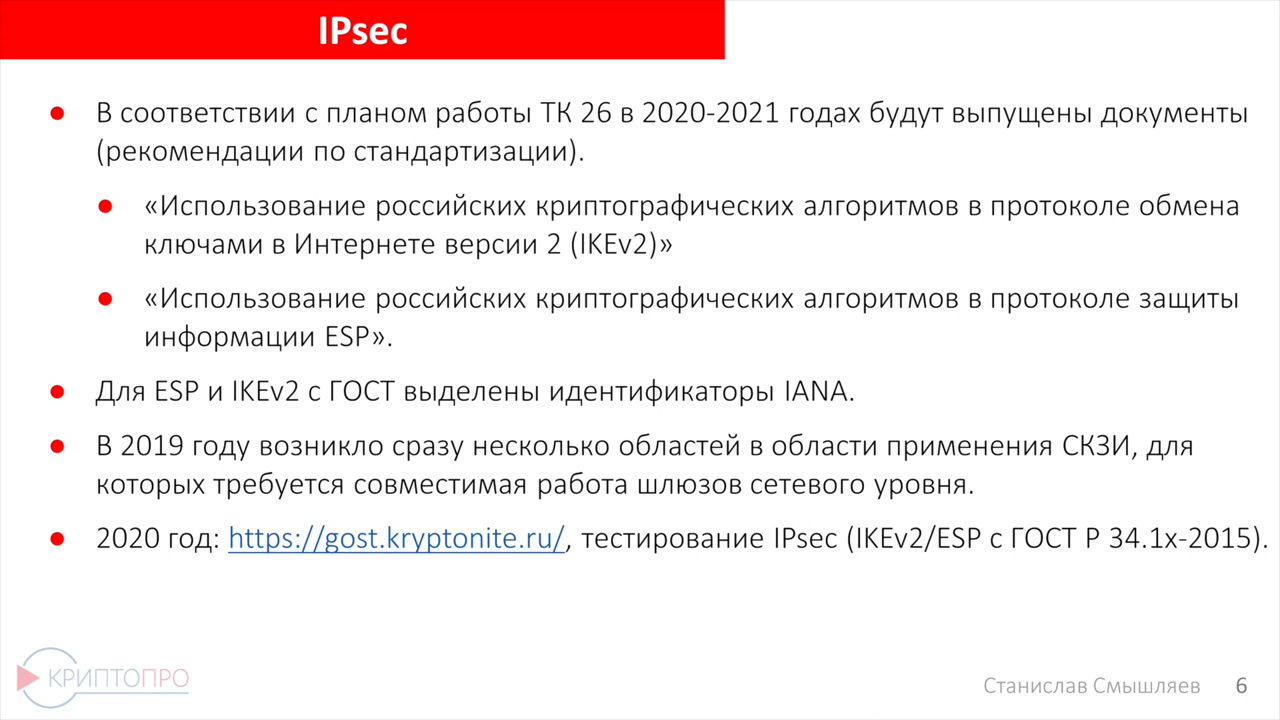 IPsec
● В соответствии с планом работы ТК 26 в 2020-2021 годах будут выпущены документы
(рекомендации по стандартизации).
● «Использование российских криптографических алгоритмов в протоколе обмена
ключами в Интернете версии 2 (IKEv2)»
● «Использование российских криптографических алгоритмов в протоколе защиты
информации ESP».
● Для ESP и IKEv2 с ГОСТ выделены идентификаторы IANA.
● В 2019 году возникло сразу несколько областей в области применения СКЗИ, для
которых требуется совместимая работа шлюзов сетевого уровня.
● 2020 год: https://gost.kryptonite.ru/, тестирование IPsec (IKEv2/ESP с ГОСТ Р 34.1x-2015).
КРИПТОПРО
Станислав Смышляев 6